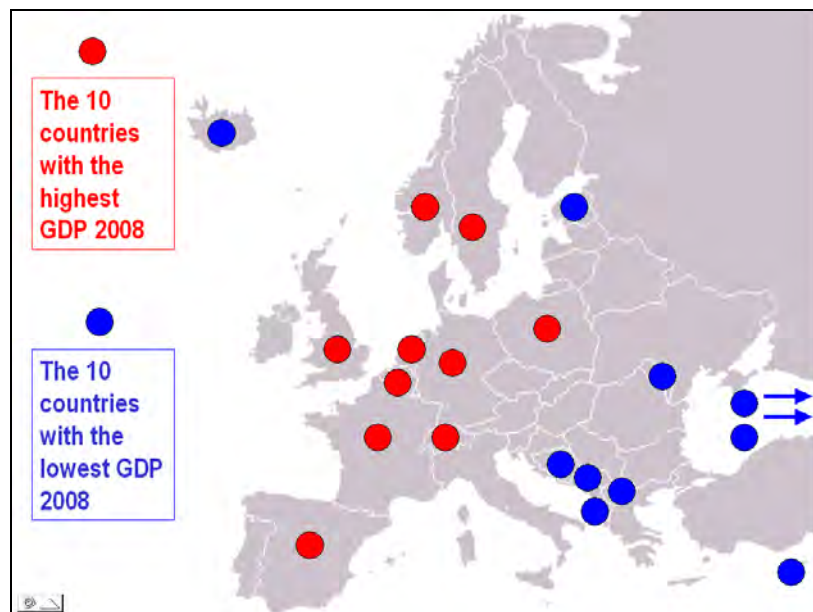 The 10
countries
with the
highest
GDP 2008
The 10
countries
with the
lowest GDP
2008